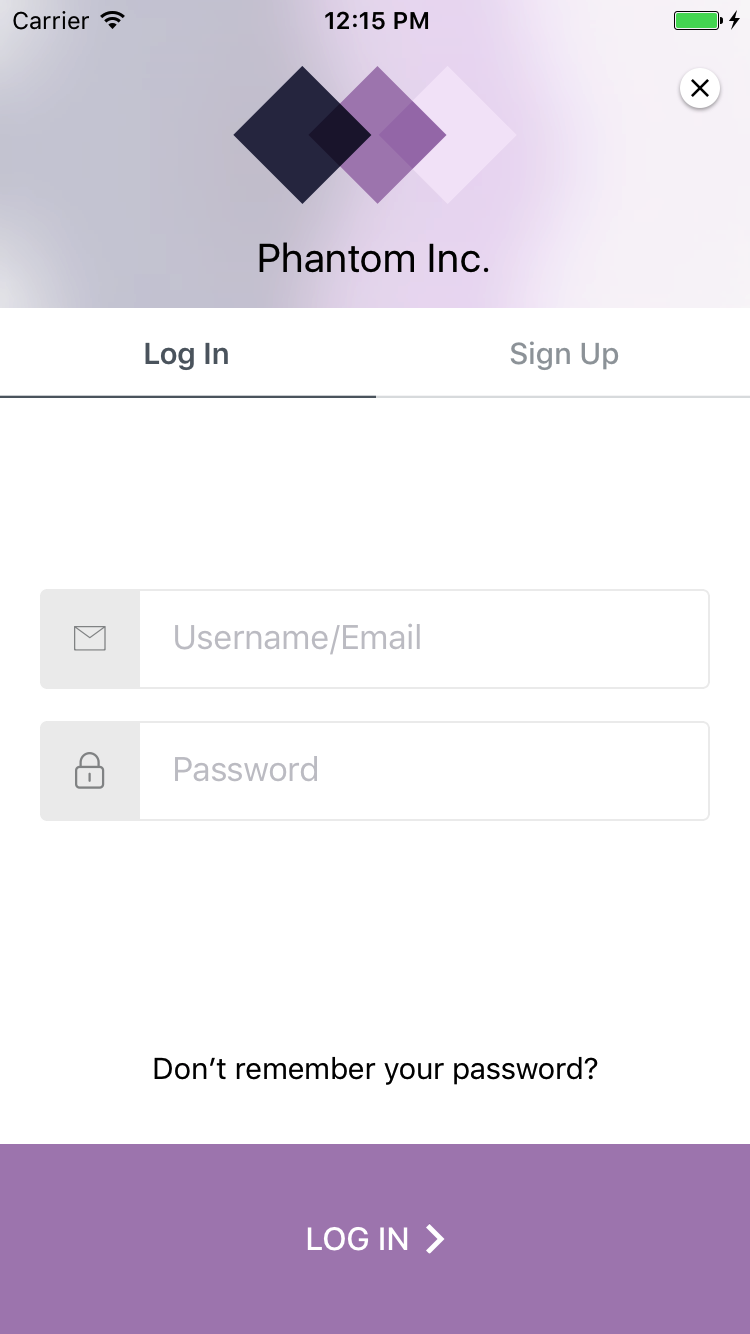 Carrier 12:15 PM
Phantom Inc.
Log In Sign Up
Username/Email
Password
Don’t remember your password?
LOG IN